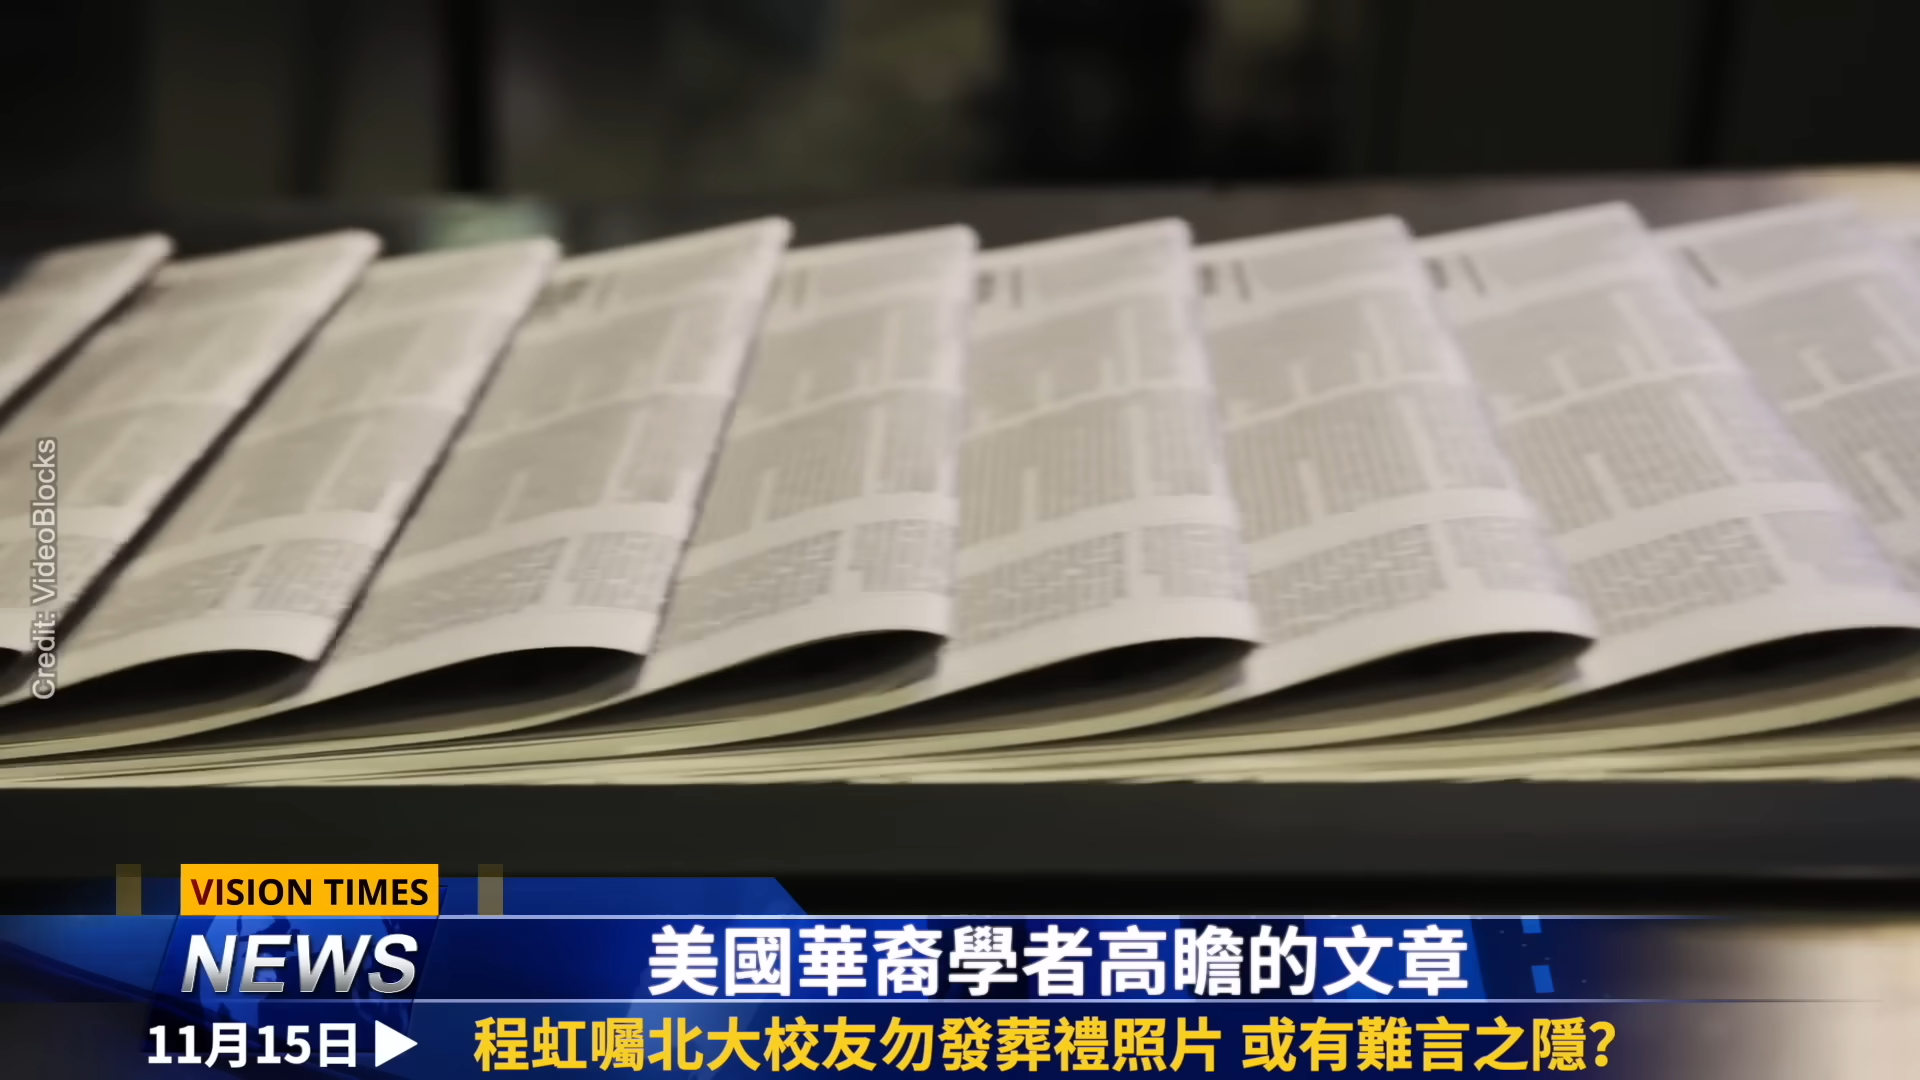 Credit: VideoBlocks
VISION TIMES
NEWS
美國華裔學者高瞻的文章
11月15日
程虹囑北大校友勿發葬禮照片 或有難言之隱?